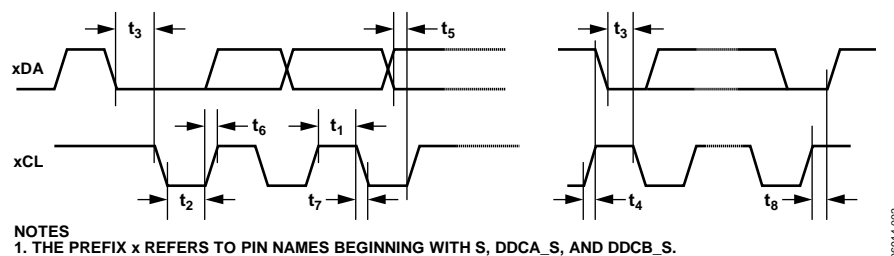 t3
t5
t3
xDA
t6
t1
xCL
t2
t7
t4
t8
NOTES
1. THE PREFIX x REFERS TO PIN NAMES BEGINNING WITH S, DDCA_S, AND DDCB_S.